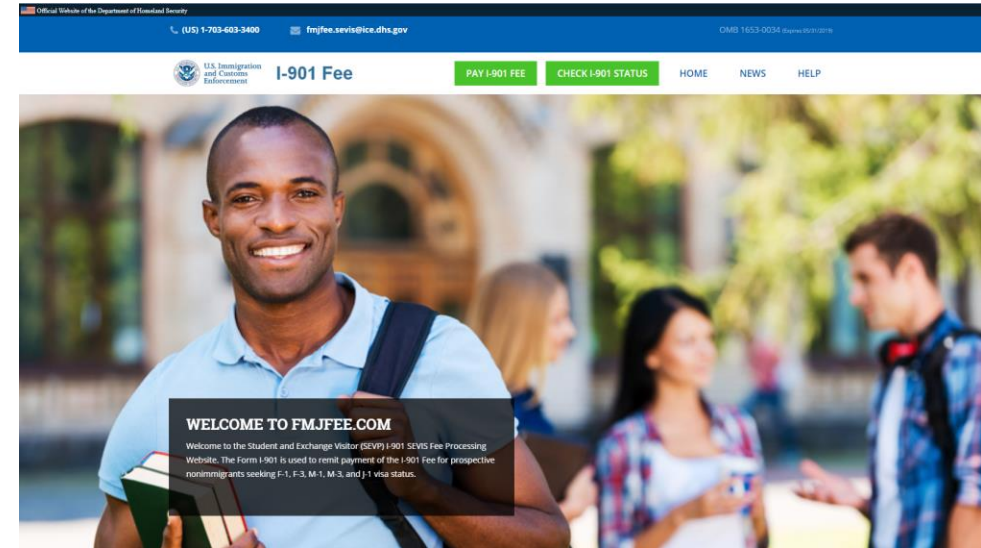 Official Website of the Department of Homeland Security
(US) 1-703-603-3400 fmjfee.sevis@ice.dhs.gov OMB 1653-0034 (Expires 05/31/2019)
U.S. Immigration
and Customs
Enforcement
I-901 Fee PAY I-901 FEE CHECK I-901 STATUS HOME NEWS HELP
WELCOME TO FMJFEE.COM
Welcome to the Student and Exchange Visitor (SEVP) I-901 SEVIS Fee Processing
Website. The Form I-901 is used to remit payment of the I-901 Fee for prospective
nonimmigrants seeking F-1, F-3, M-1, M-3, and J-1 visa status.